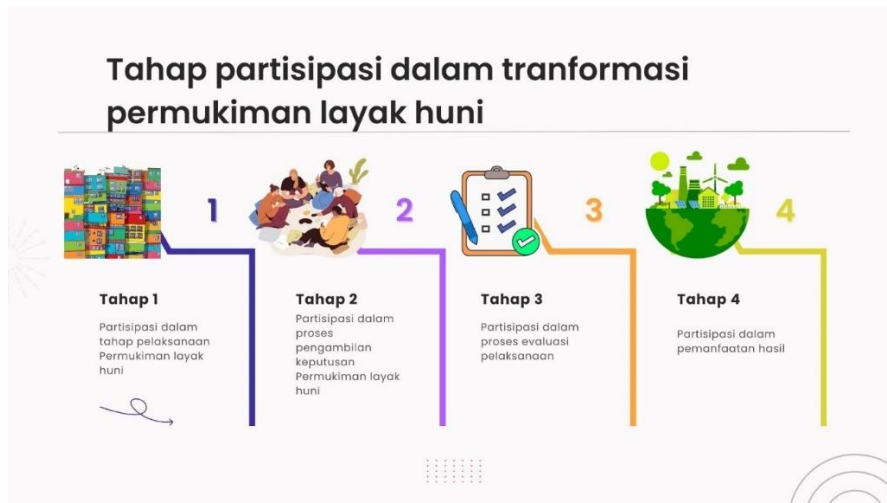 Tahap partisipasi dalam tranformasi
permukiman layak huni
1
2
3
4
Tahap 1
Partisipasi dalam
tahap pelaksanaan
Permukiman layak
huni
Tahap 2
Partisipasi dalam
proses
pengambilan
keputusan
Permukiman layak
huni
Tahap 3
Partisipasi dalam
proses evaluasi
pelaksanaan
Tahap 4
Partisipasi dalam
pemanfaatan hasil